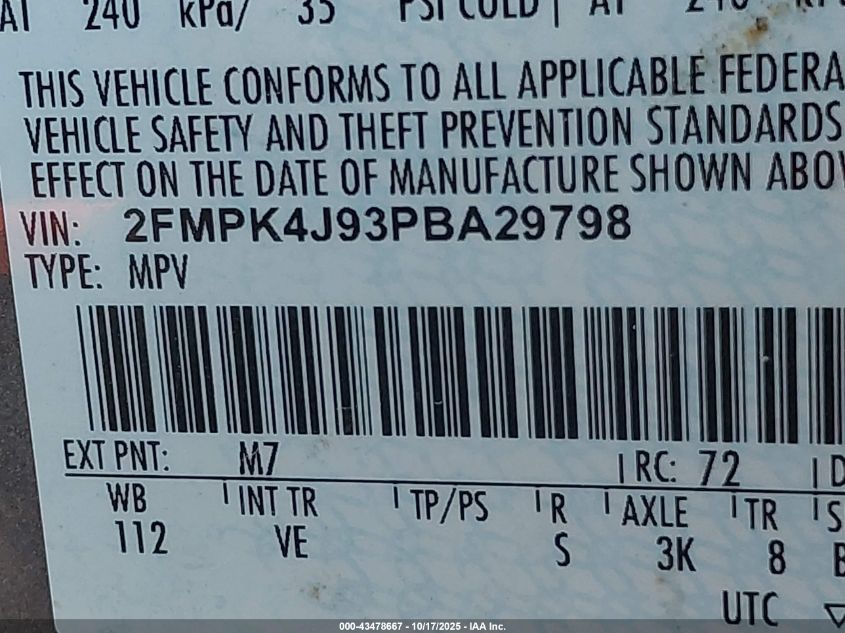 240 kPa/ 35 PSI COLD | AT 240
THIS VEHICLE CONFORMS TO ALL APPLICABLE FEDERA
VEHICLE SAFETY AND THEFT PREVENTION STANDARDS
EFFECT ON THE DATE OF MANUFACTURE SHOWN ABOV
VIN: 2FMPK4J93PBA29798
TYPE: MPV
EXT PNT: M7 | RC: 72 | D
WB | INT TR | TP/PS | R | AXLE | TR | S
112 VE S 3K 8 B
UTC
000-43478667 - 10/17/2025 - IAA Inc.